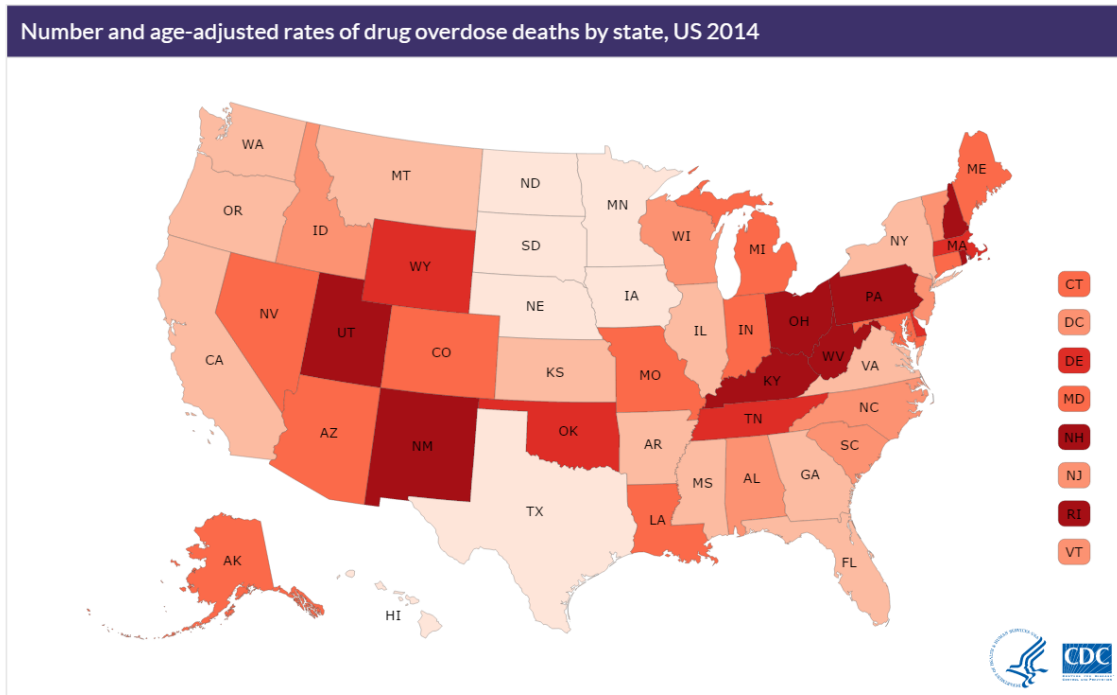 Number and age-adjusted rates of drug overdose deaths by state, US 2014
WA
MT
ND
MN
ME
OR
ID
SD
WI
MI
NY
MA
WY
NE
IA
PA
NV
UT
CO
IL
IN
OH
WV
VA
CA
KS
MO
KY
AZ
NM
OK
TN
NC
AR
SC
TX
MS
AL
GA
LA
FL
AK
HI
CT
DC
DE
MD
NH
NJ
RI
VT
CDC